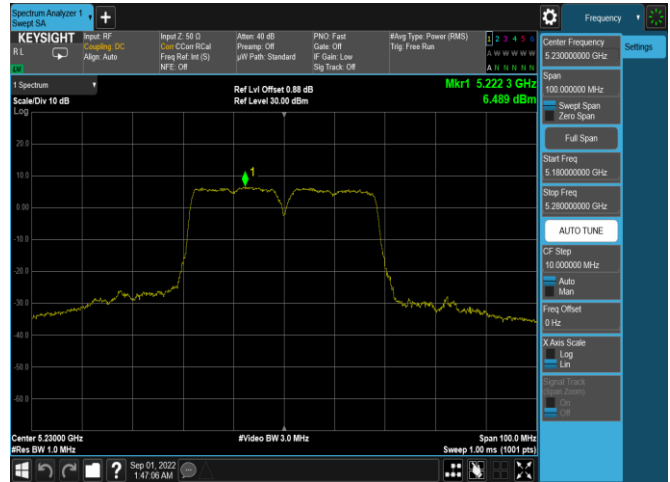 Spectrum Analyzer 1
Swept SA
+
Frequency
KEYSIGHT
RL
Input: RF
Coupling: DC
Align: Auto
Input Z: 50 Ω
Corr CCorr RCal
Freq Ref: Int (S)
NFE: Off
Atten: 40 dB
Preamp: Off
µW Path: Standard
PNO: Fast
Gate: Off
IF Gain: Low
Sig Track: Off
#Avg Type: Power (RMS)
Trig: Free Run
1 2 3 4 5 6
A W W W W W
A N N N N N
1 Spectrum
Scale/Div 10 dB
Log
Ref Lvl Offset 0.88 dB
Ref Level 30.00 dBm
Mkr1 5.222 3 GHz
6.489 dBm
1
20.0
10.0
0.00
-10.0
-20.0
-30.0
-40.0
-50.0
-60.0
Center 5.23000 GHz
#Res BW 1.0 MHz
#Video BW 3.0 MHz
Span 100.0 MHz
Sweep 1.00 ms (1001 pts)
Center Frequency
5.230000000 GHz
Settings
Span
100.000000 MHz
Swept Span
Zero Span
Full Span
Start Freq
5.180000000 GHz
Stop Freq
5.280000000 GHz
AUTO TUNE
CF Step
10.000000 MHz
Auto
Man
Freq Offset
0 Hz
X Axis Scale
Log
Lin
Signal Track
(Span Zoom)
On
Off
?
Sep 01, 2022
1:47:06 AM